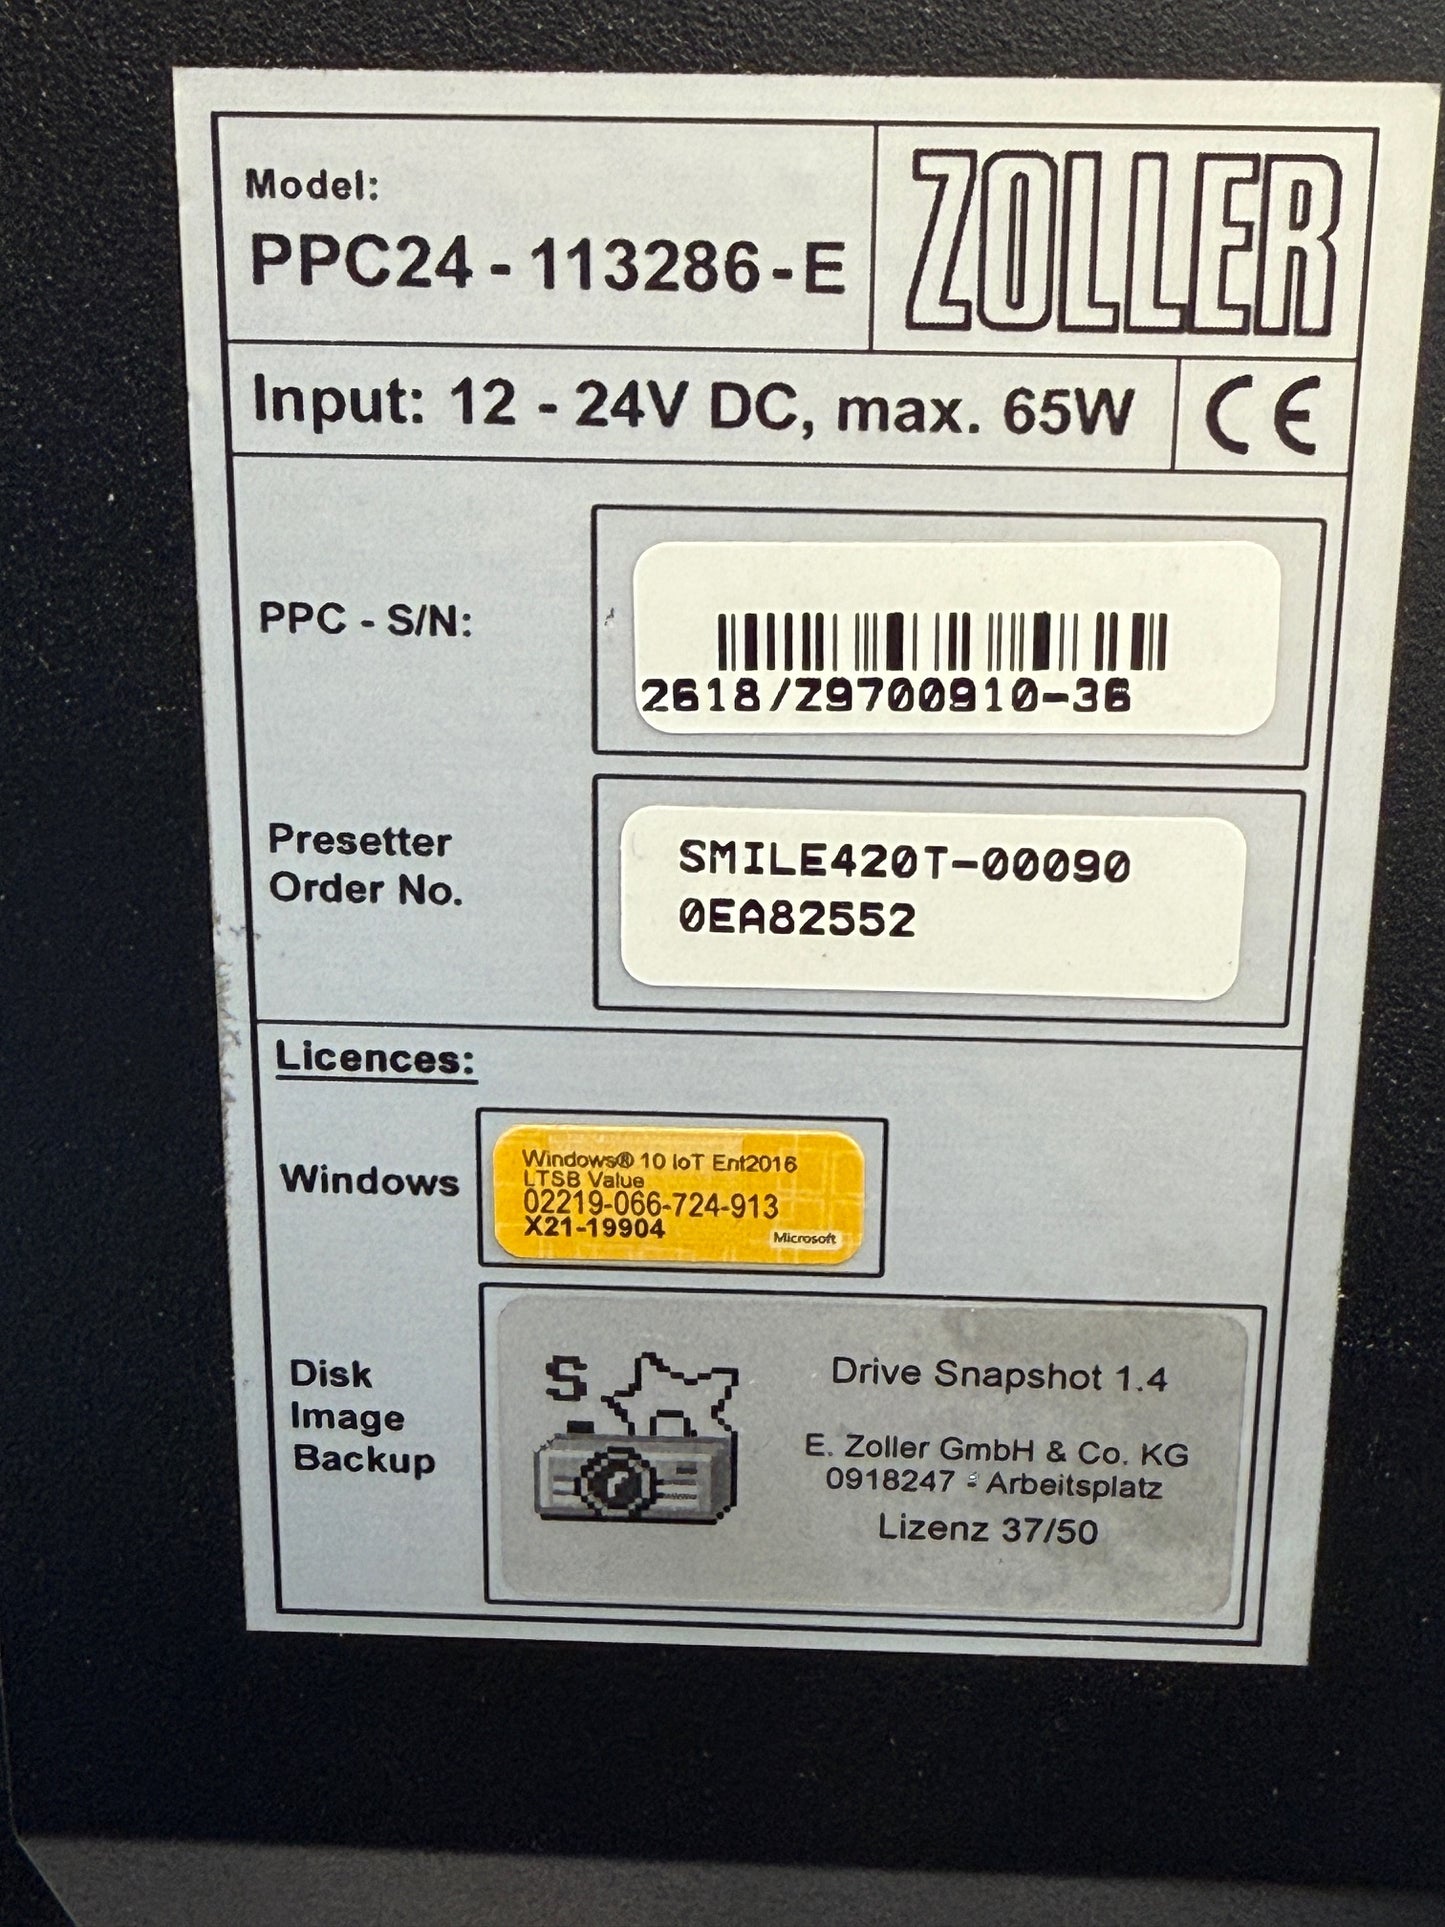 Model:
PPC24 - 113286 - E
ZOLLER
Input: 12 - 24V DC, max. 65W
CE
PPC - S/N:
2618/Z9700910-36
Presetter
Order No.
SMILE420T-00090
0EA82552
Licences:
Windows
Windows® 10 IoT Ent2016
LTSB Value
02219-066-724-913
X21-19904
Microsoft
Disk
Image
Backup
S
Drive Snapshot 1.4
E. Zoller GmbH & Co. KG
0918247 - Arbeitsplatz
Lizenz 37/50